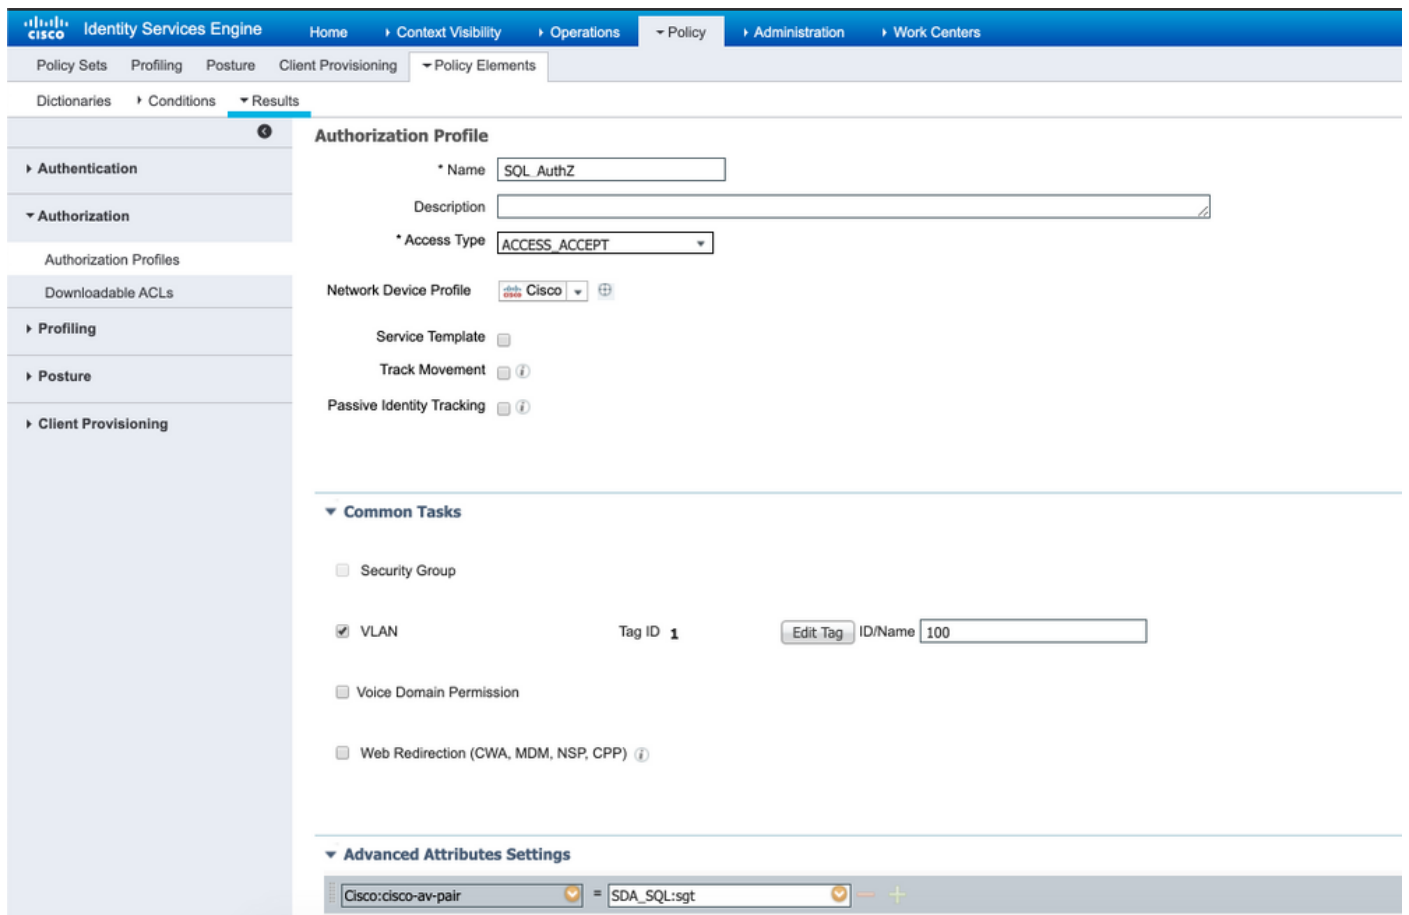 cisco Identity Services Engine Home Context Visibility Operations Policy Administration Work Centers
Policy Sets Profiling Posture Client Provisioning Policy Elements
Dictionaries Conditions Results
Authentication
Authorization
Authorization Profiles
Downloadable ACLs
Profiling
Posture
Client Provisioning
Authorization Profile
* Name SQL_AuthZ
Description
* Access Type ACCESS_ACCEPT
Network Device Profile cisco Cisco
Service Template
Track Movement i
Passive Identity Tracking i
Common Tasks
Security Group
VLAN Tag ID 1 Edit Tag ID/Name 100
Voice Domain Permission
Web Redirection (CWA, MDM, NSP, CPP) i
Advanced Attributes Settings
Cisco:cisco-av-pair = SDA_SQL:sgt